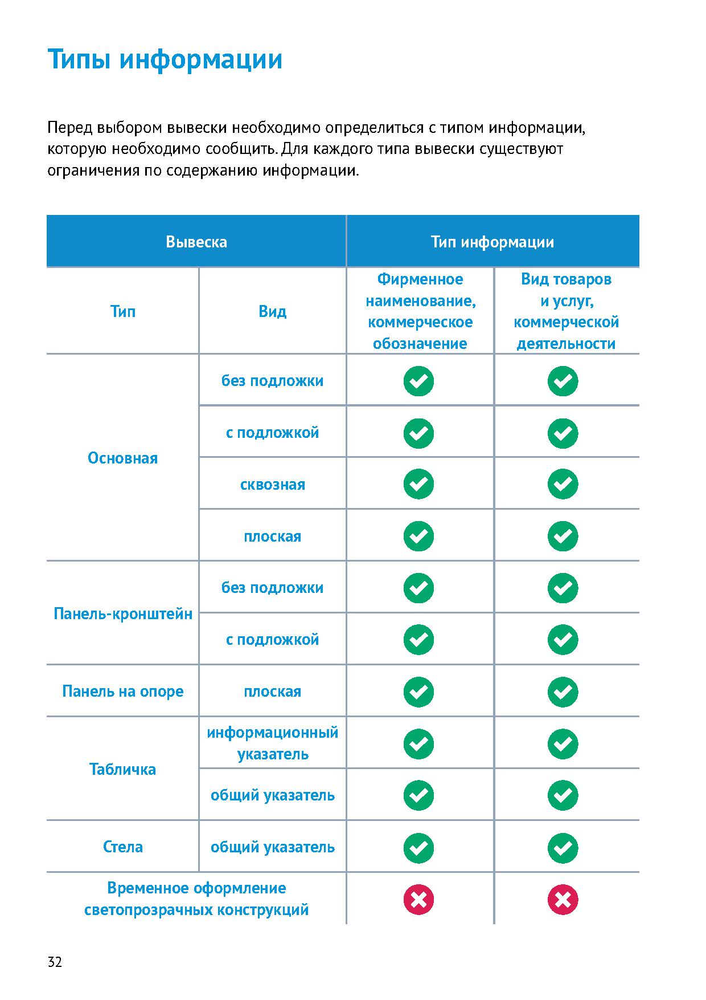 Типы информации
Перед выбором вывески необходимо определиться с типом информации,
которую необходимо сообщить. Для каждого типа вывески существуют
ограничения по содержанию информации.
Вывеска
Тип информации
Тип
Вид
Фирменное
наименование,
коммерческое
обозначение
Вид товаров
и услуг,
коммерческой
деятельности
Основная
без подложки
с подложкой
сквозная
плоская
Панель-кронштейн
без подложки
с подложкой
Панель на опоре
плоская
Табличка
информационный
указатель
общий указатель
Стела
общий указатель
Временное оформление
светопрозрачных конструкций
32